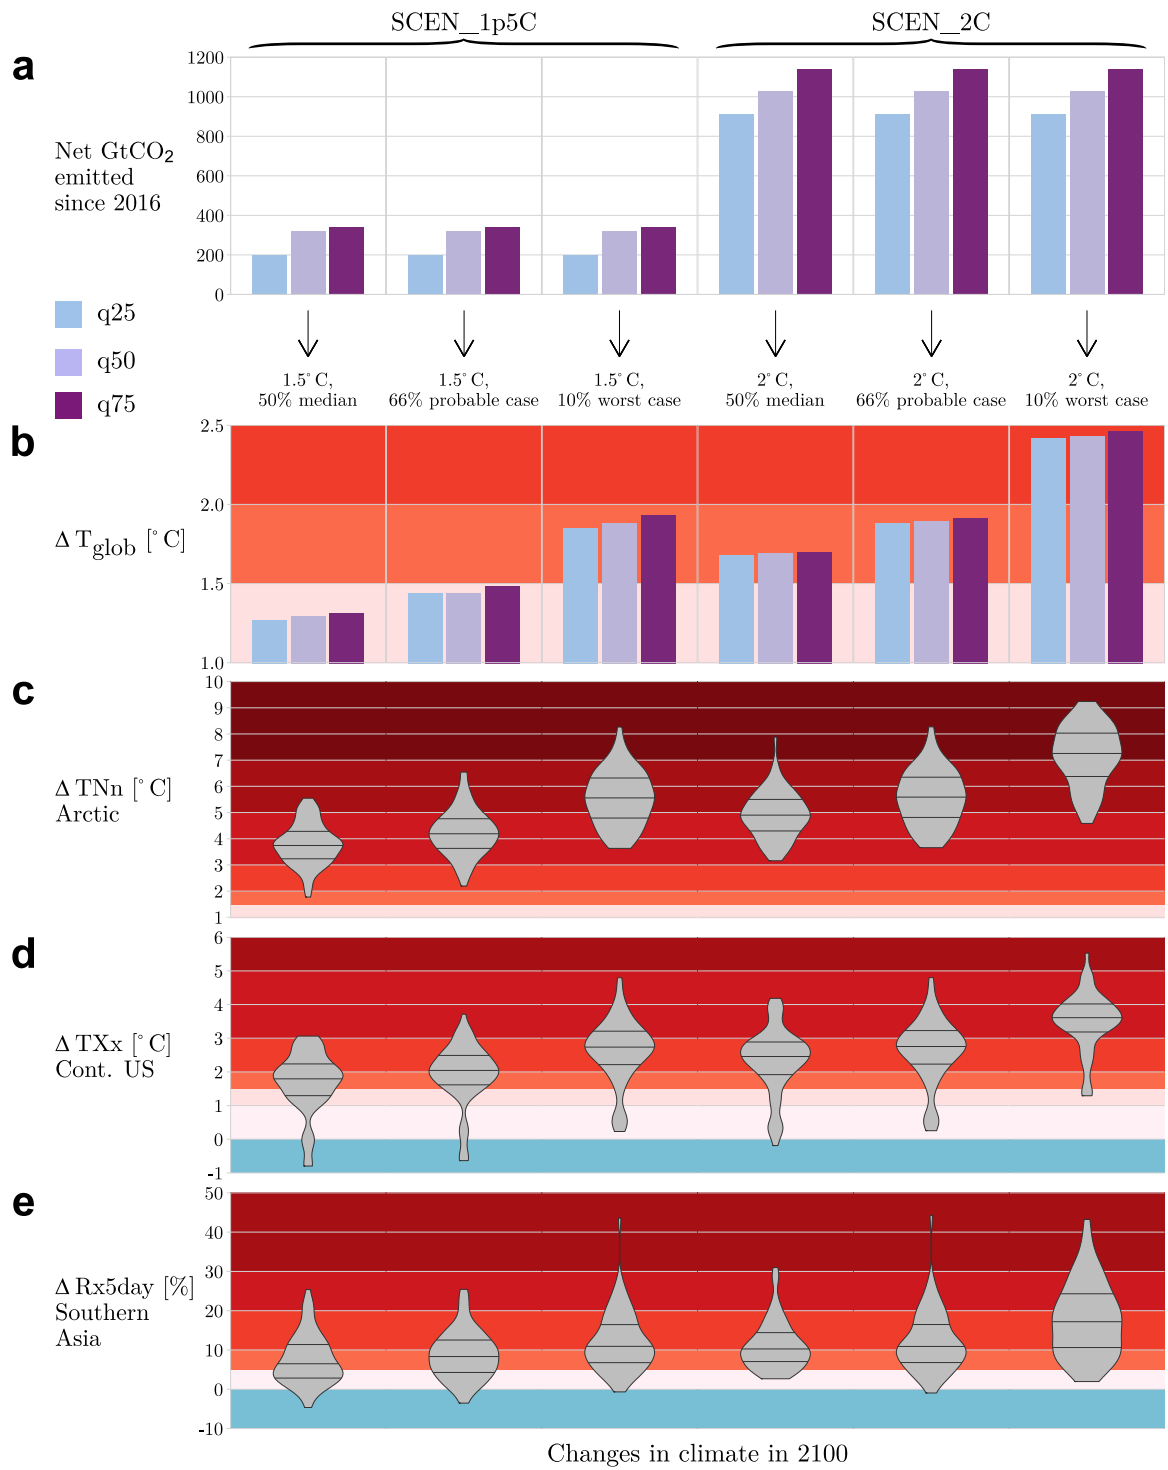 SCEN_1p5C
SCEN_2C
a
1200
1000
800
600
400
200
0
Net GtCO₂
emitted
since 2016
q25
q50
q75
1.5°C,
50% median
1.5°C,
66% probable case
1.5°C,
10% worst case
2°C,
50% median
2°C,
66% probable case
2°C,
10% worst case
b
2.5
2.0
1.5
1.0
Δ T_glob [°C]
c
10
9
8
7
6
5
4
3
2
1
Δ TNn [°C]
Arctic
d
6
5
4
3
2
1
0
-1
Δ TXx [°C]
Cont. US
e
50
40
30
20
10
0
-10
Δ Rx5day [%]
Southern
Asia
Changes in climate in 2100